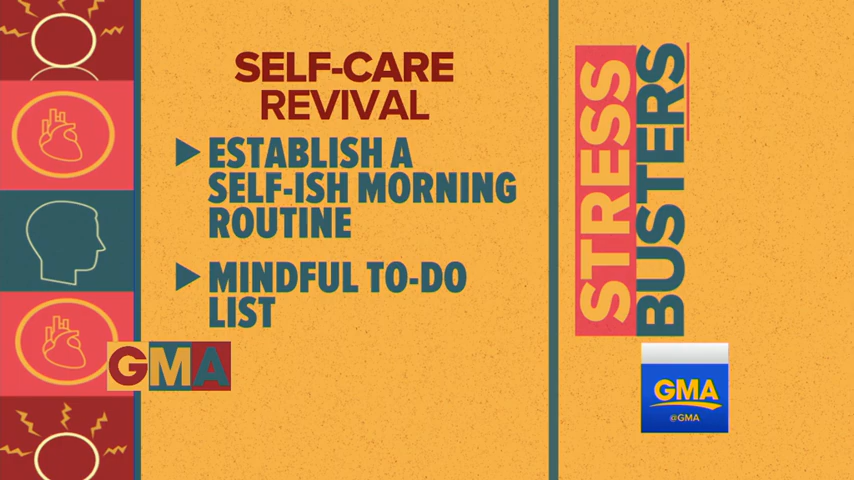 SELF-CARE
REVIVAL
ESTABLISH A
SELF-ISH MORNING
ROUTINE
MINDFUL TO-DO
LIST
GMA
STRESS
BUSTERS
GMA
@GMA